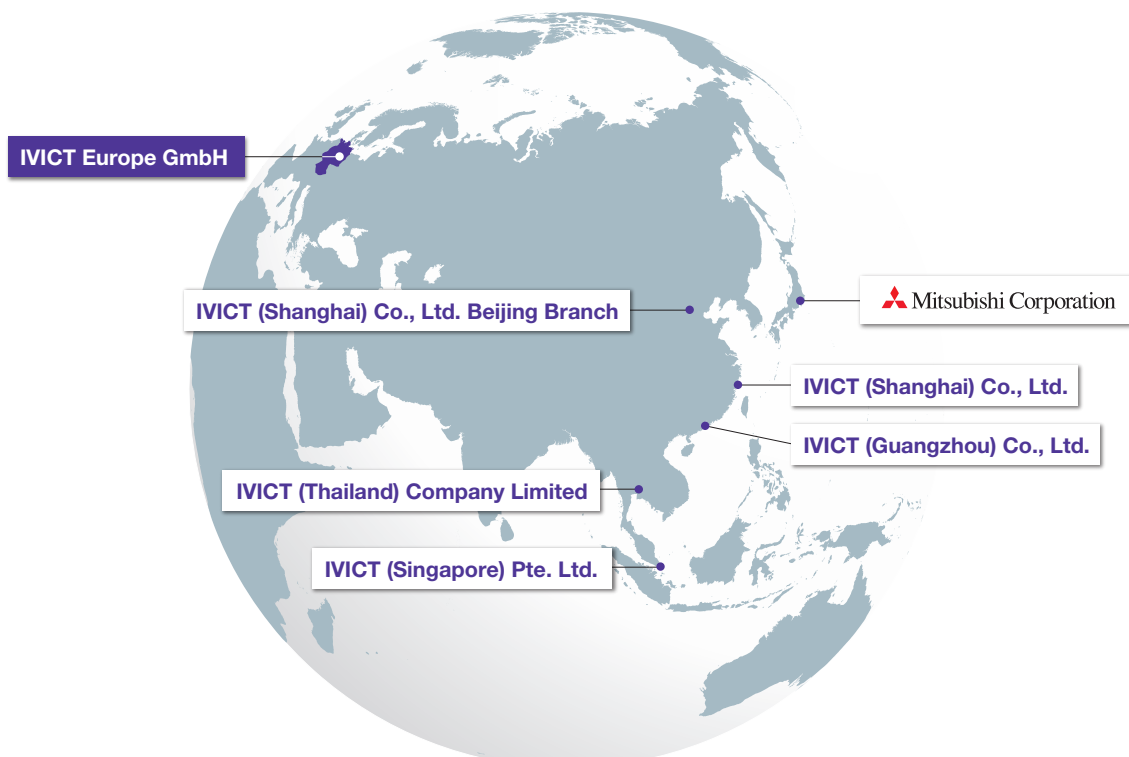 IVICT Europe GmbH
IVICT (Shanghai) Co., Ltd. Beijing Branch
Mitsubishi Corporation
IVICT (Shanghai) Co., Ltd.
IVICT (Guangzhou) Co., Ltd.
IVICT (Thailand) Company Limited
IVICT (Singapore) Pte. Ltd.